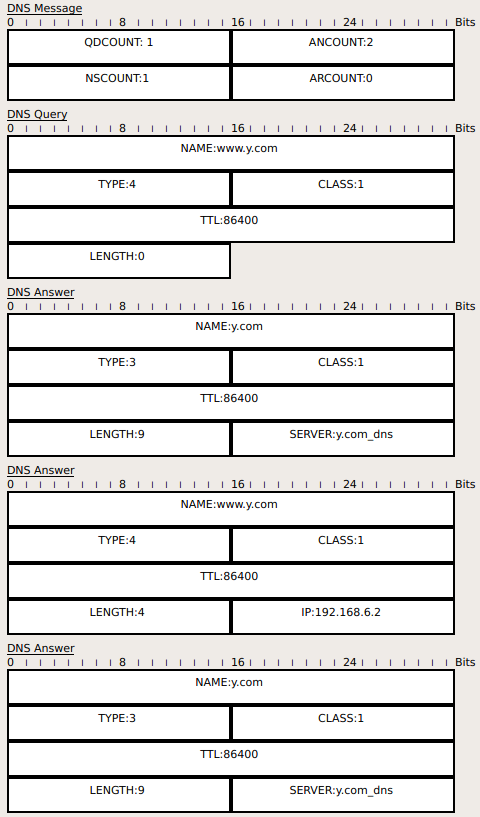 DNS Message
0 8 16 24 Bits
QDCOUNT: 1 ANCOUNT:2
NSCOUNT:1 ARCOUNT:0
DNS Query
0 8 16 24 Bits
NAME:www.y.com
TYPE:4 CLASS:1
TTL:86400
LENGTH:0
DNS Answer
0 8 16 24 Bits
NAME:y.com
TYPE:3 CLASS:1
TTL:86400
LENGTH:9 SERVER:y.com_dns
DNS Answer
0 8 16 24 Bits
NAME:www.y.com
TYPE:4 CLASS:1
TTL:86400
LENGTH:4 IP:192.168.6.2
DNS Answer
0 8 16 24 Bits
NAME:y.com
TYPE:3 CLASS:1
TTL:86400
LENGTH:9 SERVER:y.com_dns